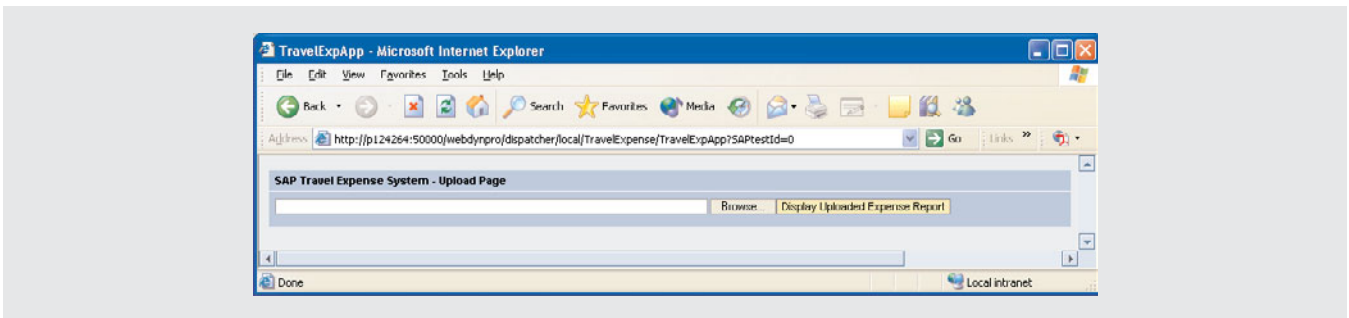 TravelExpApp - Microsoft Internet Explorer
File Edit View Favorites Tools Help
Back Search Favorites Media
Address http://p124264:50000/webdynpro/dispatcher/local/TravelExpense/TravelExpApp?SAPtestId=0 Go Links »
SAP Travel Expense System - Upload Page
Browse... Display Uploaded Expense Report
Done Local intranet